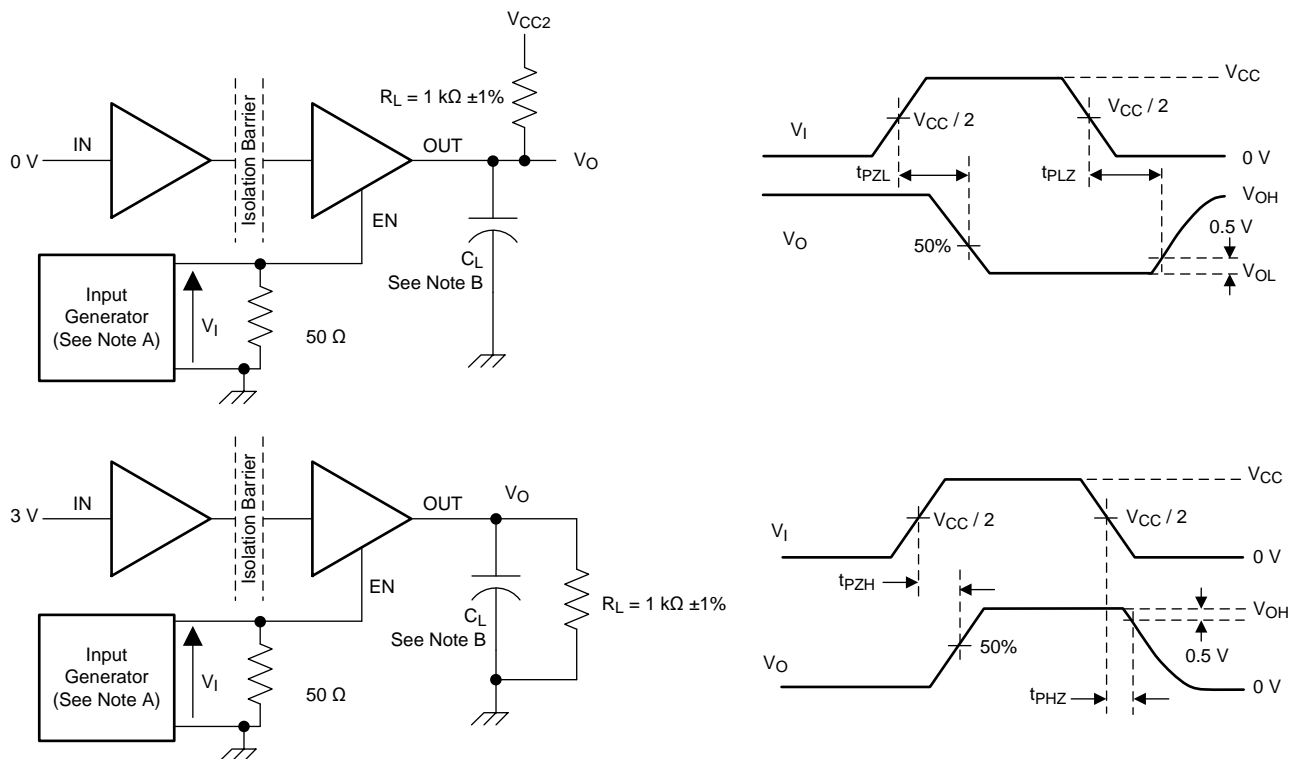 VCC2
RL = 1 kΩ ±1%
IN
0 V
Isolation Barrier
OUT
VO
EN
CL
See Note B
Input
Generator
(See Note A)
VI
50 Ω
VCC
VI
VCC / 2
VCC / 2
0 V
tPZL
tPLZ
VOH
0.5 V
VO
50%
VOL
IN
3 V
Isolation Barrier
OUT
VO
EN
CL
See Note B
RL = 1 kΩ ±1%
Input
Generator
(See Note A)
VI
50 Ω
VCC
VI
VCC / 2
VCC / 2
0 V
tPZH
VOH
0.5 V
VO
50%
tPHZ
0 V